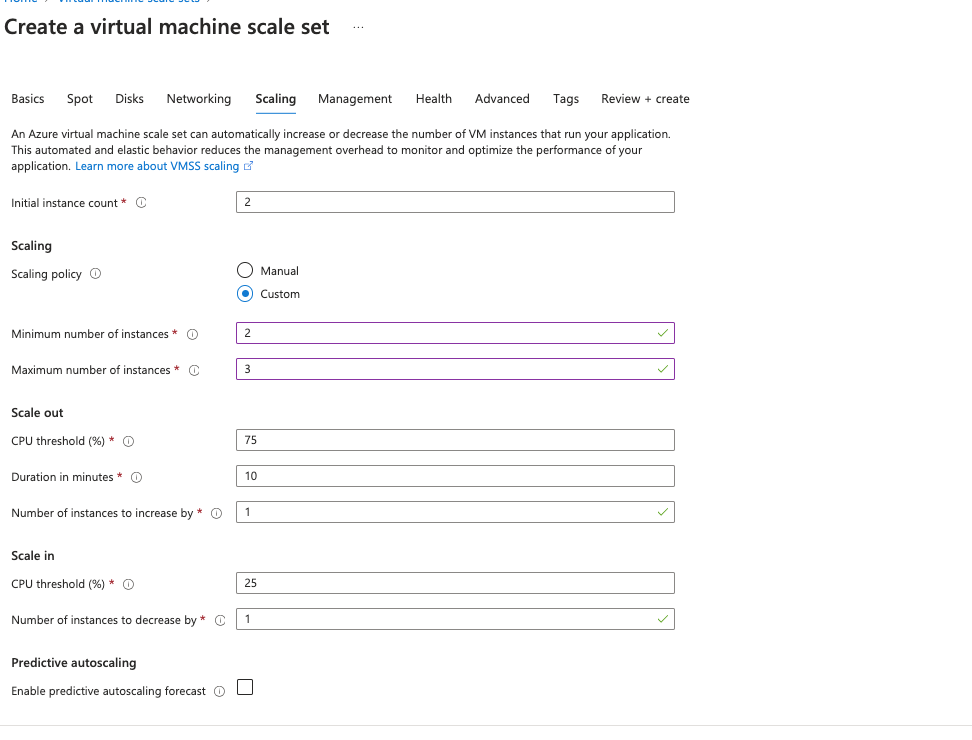 Home > Virtual machine scale sets >
Create a virtual machine scale set ...
Basics Spot Disks Networking Scaling Management Health Advanced Tags Review + create
An Azure virtual machine scale set can automatically increase or decrease the number of VM instances that run your application.
This automated and elastic behavior reduces the management overhead to monitor and optimize the performance of your
application. Learn more about VMSS scaling
Initial instance count * 2
Scaling
Scaling policy
Manual
Custom
Minimum number of instances * 2
Maximum number of instances * 3
Scale out
CPU threshold (%) * 75
Duration in minutes * 10
Number of instances to increase by * 1
Scale in
CPU threshold (%) * 25
Number of instances to decrease by * 1
Predictive autoscaling
Enable predictive autoscaling forecast